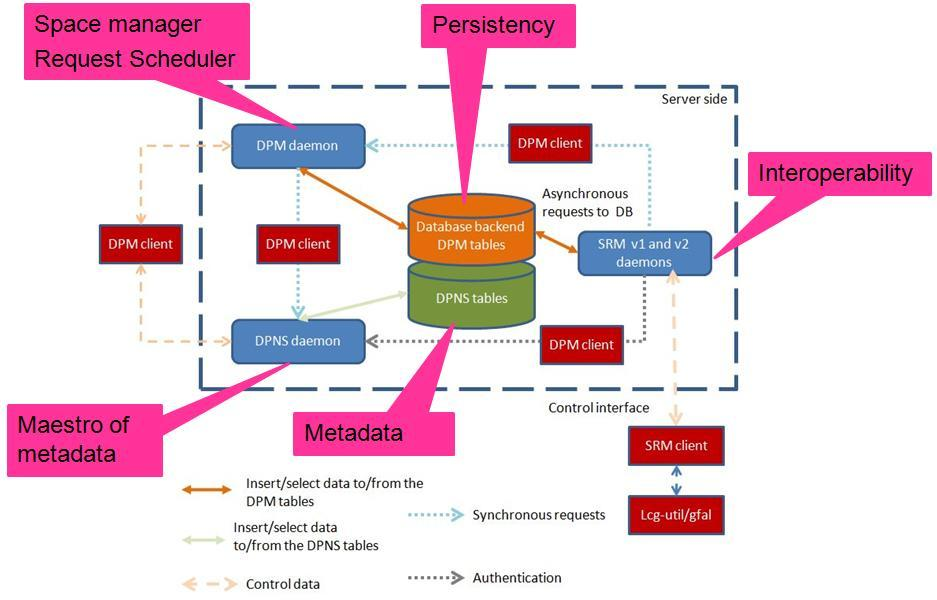 Space manager
Request Scheduler
Persistency
Server side
DPM daemon
DPM client
Interoperability
Asynchronous
requests to  DB
Database backend
DPM tables
SRM  v1 and v2
daemons
DPM client
DPM client
DPNS tables
DPNS daemon
DPM client
Maestro of
metadata
Metadata
Control interface
SRM client
Lcg-util/gfal
Insert/select data to/from the
DPM tables
Insert/select data
to/from the DPNS tables
Control data
Synchronous requests
Authentication